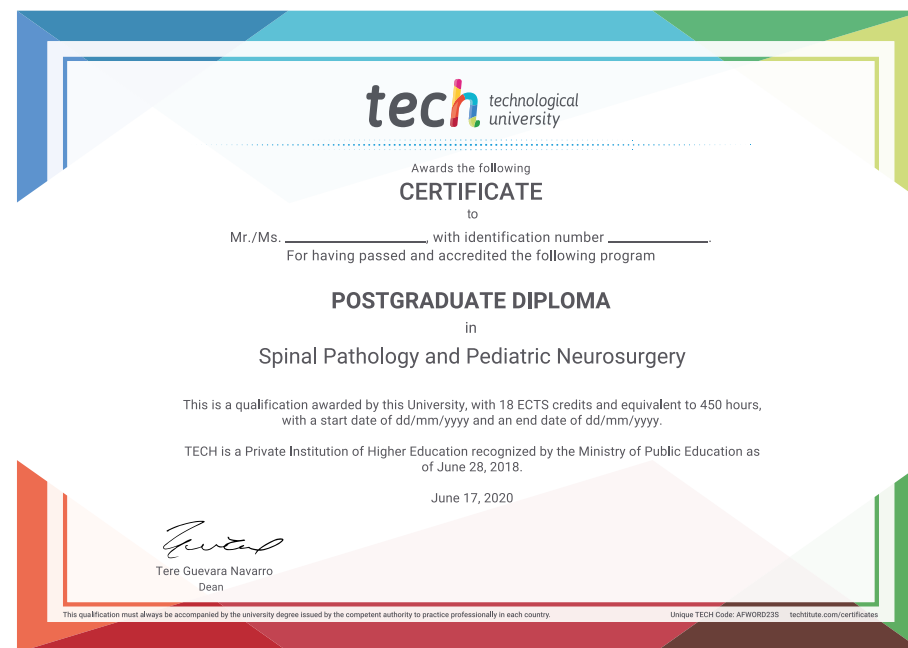 tech technological
university
Awards the following
CERTIFICATE
to
Mr./Ms. ____________________, with identification number ______________.
For having passed and accredited the following program
POSTGRADUATE DIPLOMA
in
Spinal Pathology and Pediatric Neurosurgery
This is a qualification awarded by this University, with 18 ECTS credits and equivalent to 450 hours,
with a start date of dd/mm/yyyy and an end date of dd/mm/yyyy.
TECH is a Private Institution of Higher Education recognized by the Ministry of Public Education as
of June 28, 2018.
June 17, 2020
Tere Guevara Navarro
Dean
This qualification must always be accompanied by the university degree issued by the competent authority to practice professionally in each country. Unique TECH Code: AFWORD23S techtitute.com/certificates